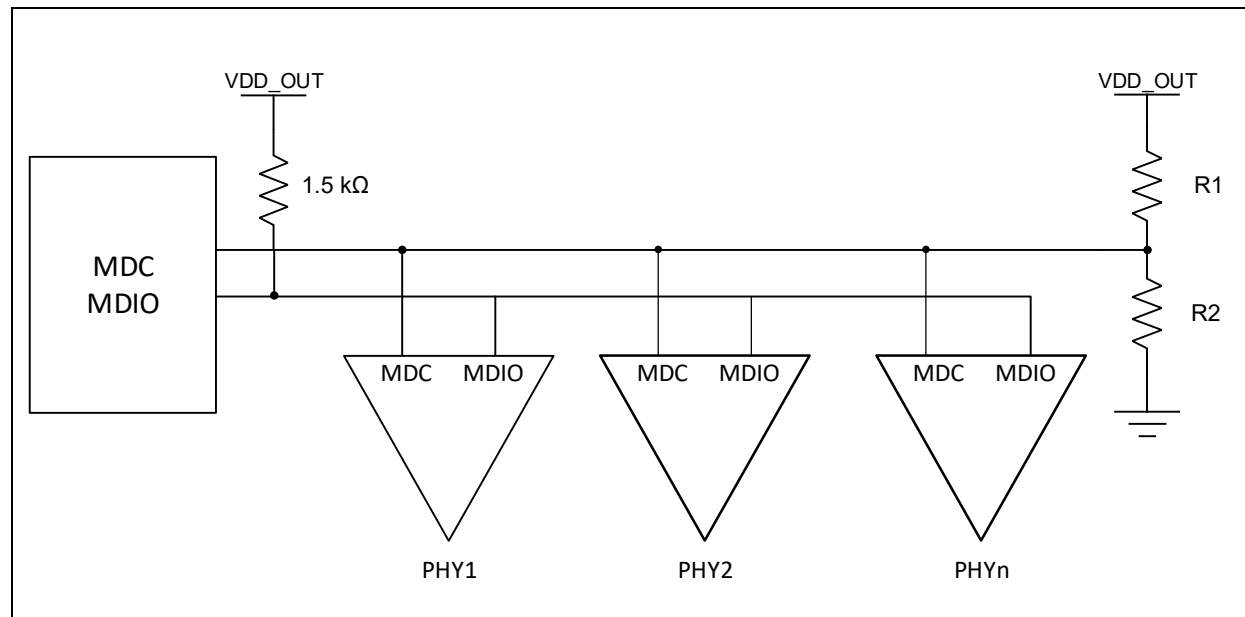 VDD_OUT
VDD_OUT
1.5 kΩ
R1
MDC
MDIO
R2
MDC MDIO
MDC MDIO
MDC MDIO
PHY1
PHY2
PHYn